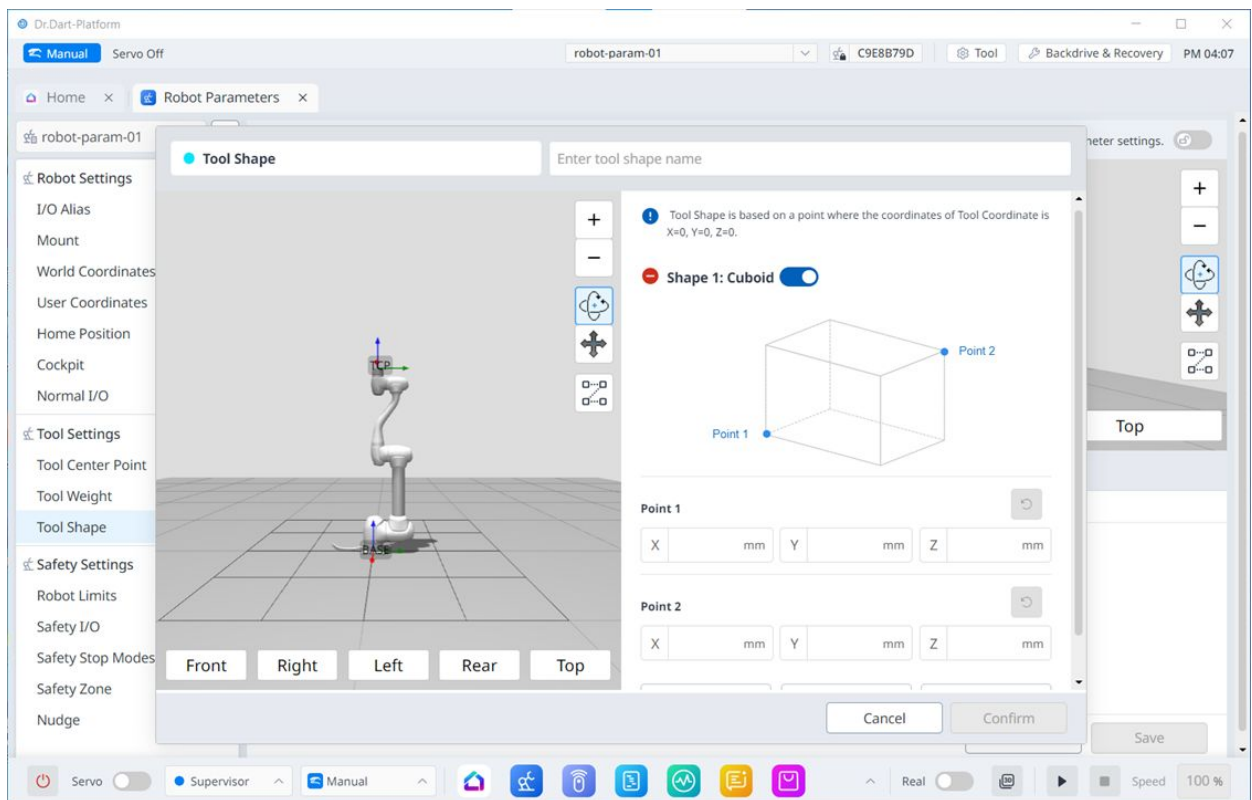 Dr.Dart-Platform
Manual Servo Off robot-param-01 C9E8B79D Tool Backdrive & Recovery PM 04:07
Home Robot Parameters
robot-param-01
meter settings.
Tool Shape Enter tool shape name
Robot Settings
I/O Alias
Mount
World Coordinates
User Coordinates
Home Position
Cockpit
Normal I/O
Tool Settings
Tool Center Point
Tool Weight
Tool Shape
Safety Settings
Robot Limits
Safety I/O
Safety Stop Modes
Safety Zone
Nudge
TCP
BASE
Front Right Left Rear Top
Tool Shape is based on a point where the coordinates of Tool Coordinate is
X=0, Y=0, Z=0.
Shape 1: Cuboid
Point 2
Point 1
Point 1
X mm Y mm Z mm
Point 2
X mm Y mm Z mm
Cancel Confirm
Top
Save
Servo Supervisor Manual Real 3D Speed 100 %